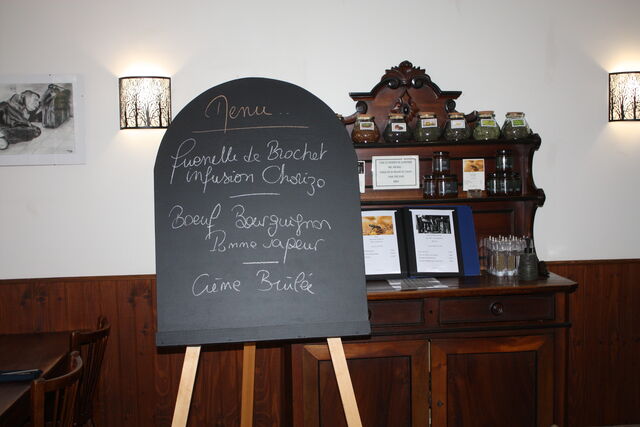 Menu..
Quenelle de Brochet
infusion Chorizo
Boeuf Bourguignon
Pomme vapeur
Crème Brûlée